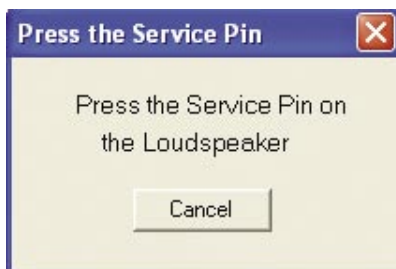 Press the Service Pin
Press the Service Pin on
the Loudspeaker
Cancel